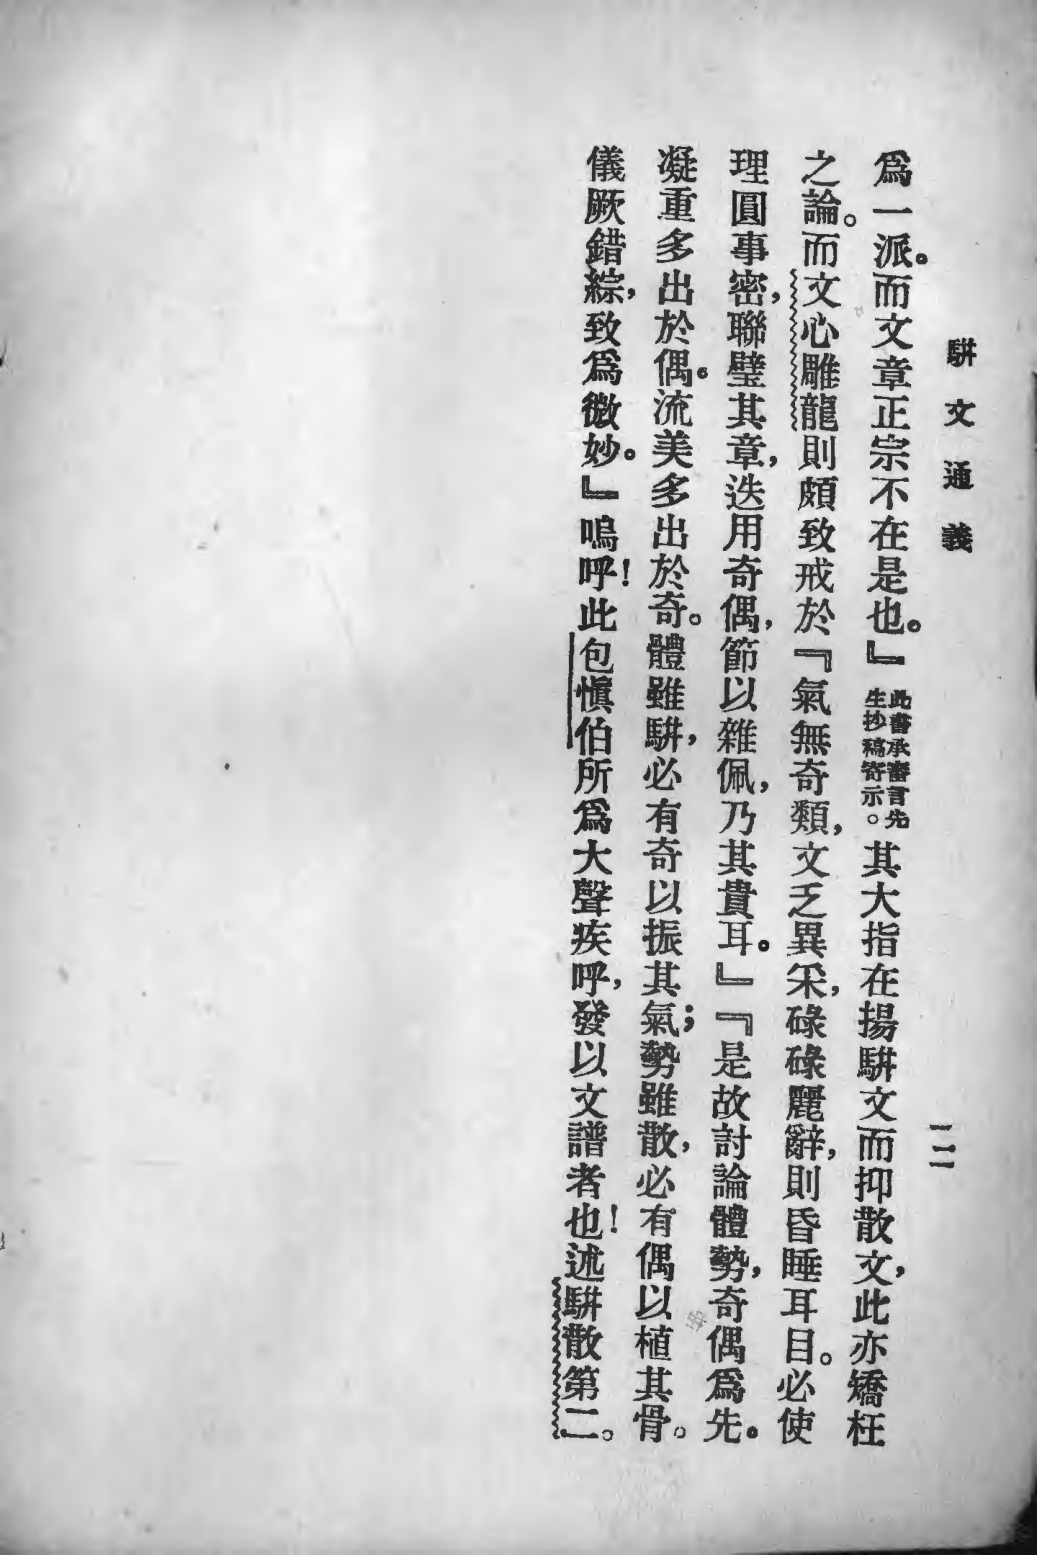 駢文通義
一二
爲一派。而文章正宗不在是也。』此書承審言先生抄稿寄示。其大指在揚駢文而抑散文，此亦矯枉
之論。而文心雕龍則頗致戒於『氣無奇類，文乏異采，碌碌麗辭，則昏睡耳目。必使
理圓事密，聯璧其章，迭用奇偶，節以雜佩，乃其貴耳。』『是故討論體勢，奇偶爲先。
凝重多出於偶。流美多出於奇。體雖駢，必有奇以振其氣；勢雖散，必有偶以植其骨。
儀厥錯綜，致爲微妙。』嗚呼！此包愼伯所爲大聲疾呼，發以文譜者也！述駢散第二。